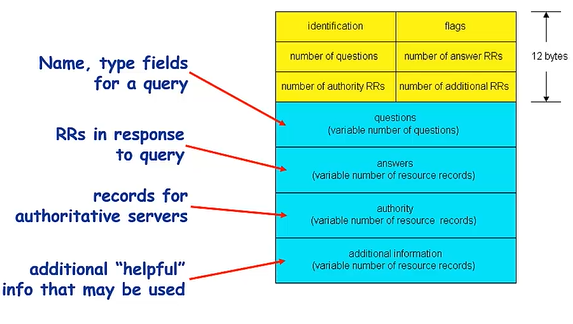 identification
flags
number of questions
number of answer RRs
12 bytes
number of authority RRs
number of additional RRs
Name, type fields
for a query
questions
(variable number of questions)
RRs in response
to query
answers
(variable number of resource records)
records for
authoritative servers
authority
(variable number of resource records)
additional "helpful"
info that may be used
additional information
(variable number of resource records)